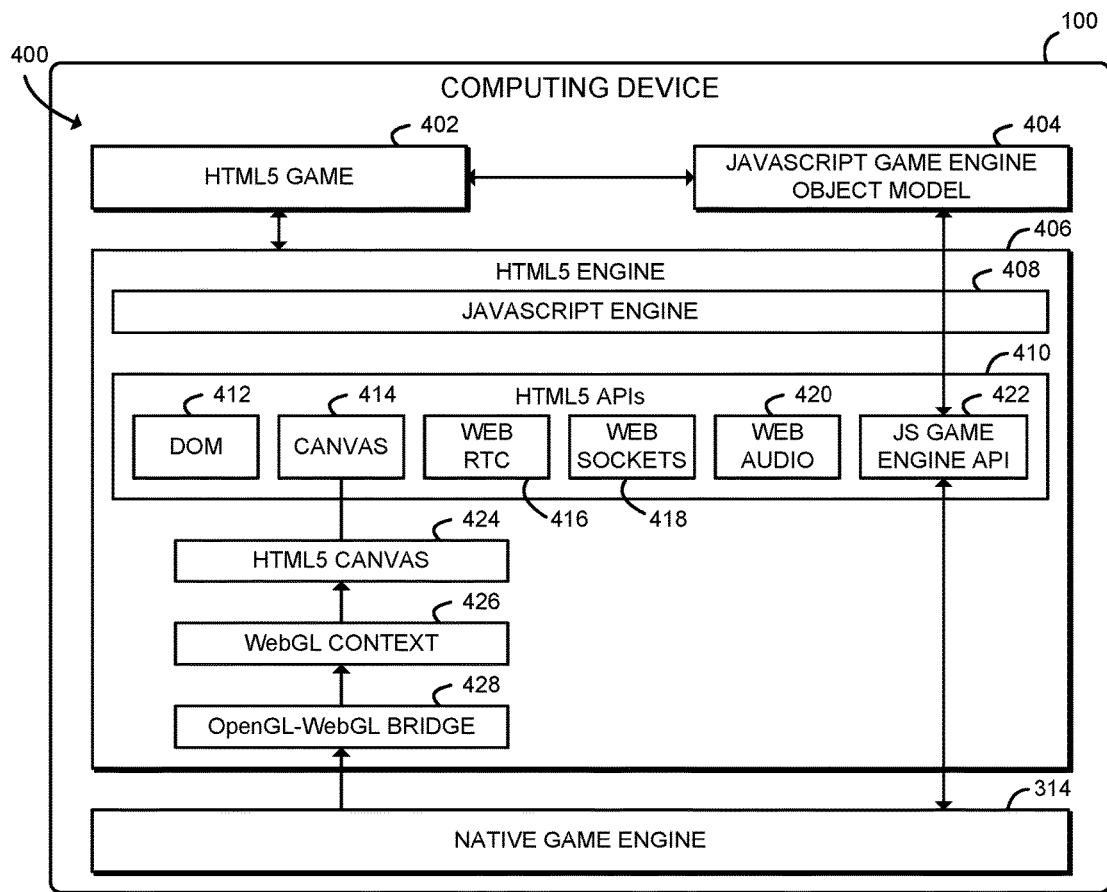 100
400
COMPUTING DEVICE
402
404
HTML5 GAME
JAVASCRIPT GAME ENGINE
OBJECT MODEL
406
HTML5 ENGINE
408
JAVASCRIPT ENGINE
410
HTML5 APIs
412
414
420
422
DOM
CANVAS
WEB
RTC
WEB
SOCKETS
WEB
AUDIO
JS GAME
ENGINE API
416
418
424
HTML5 CANVAS
426
WebGL CONTEXT
428
OpenGL-WebGL BRIDGE
314
NATIVE GAME ENGINE